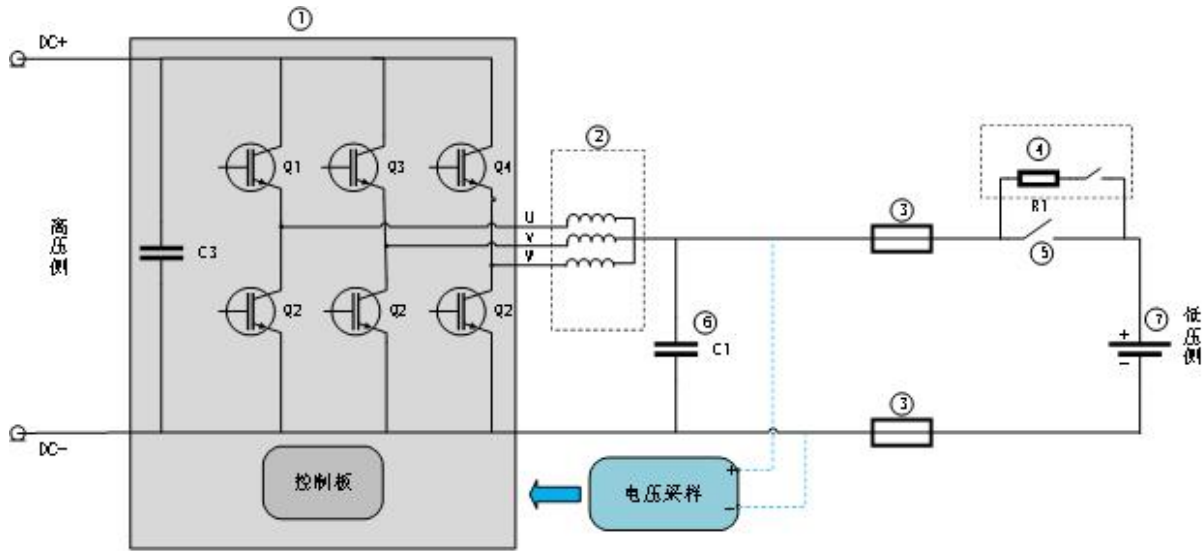 ①
DC+
②
④
Q1
Q3
Q4
③
R1
U
V
W
⑤
高压侧
C3
Q2
Q2
Q2
⑥
C1
⑦
+
-
低压侧
③
DC-
控制板
电压采样
+
-